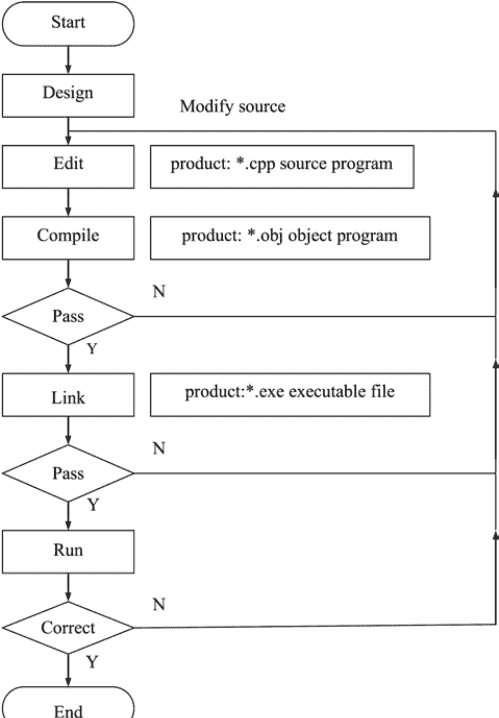 Start
Design
Modify source
Edit
product: *.cpp source program
Compile
product: *.obj object program
N
Pass
Y
Link
product:*.exe executable file
N
Pass
Y
Run
N
Correct
Y
End